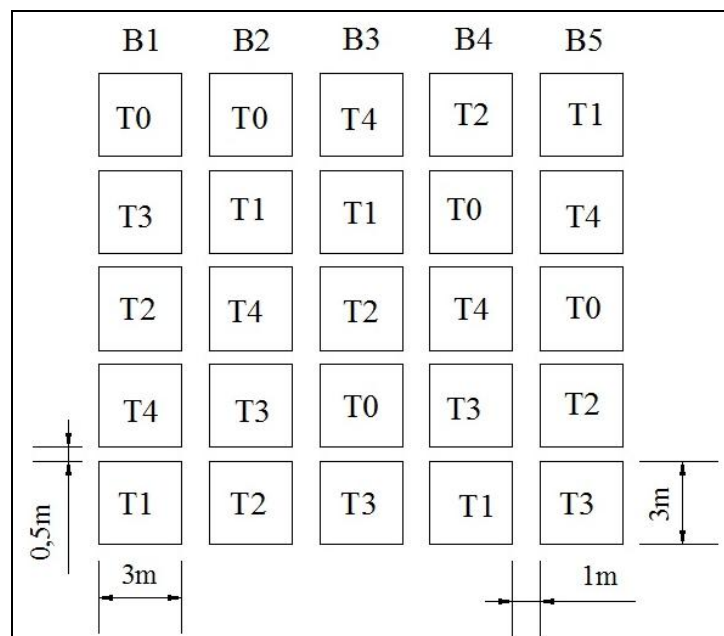 B1 B2 B3 B4 B5
T0 T0 T4 T2 T1
T3 T1 T1 T0 T4
T2 T4 T2 T4 T0
T4 T3 T0 T3 T2
T1 T2 T3 T1 T3
0,5m
3m
3m
1m